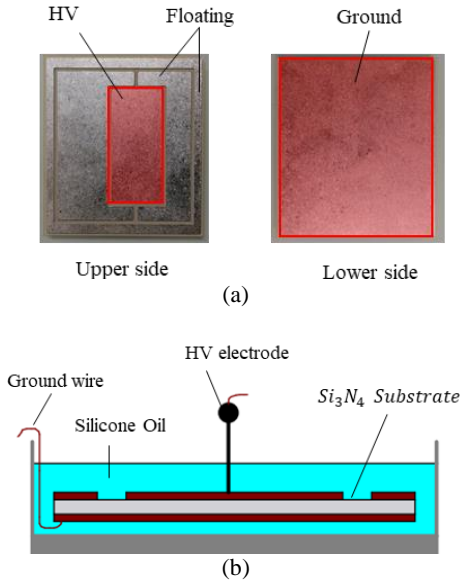 HV
Floating
Ground
Upper side
Lower side
(a)
HV electrode
Ground wire
Si₃N₄ Substrate
Silicone Oil
(b)